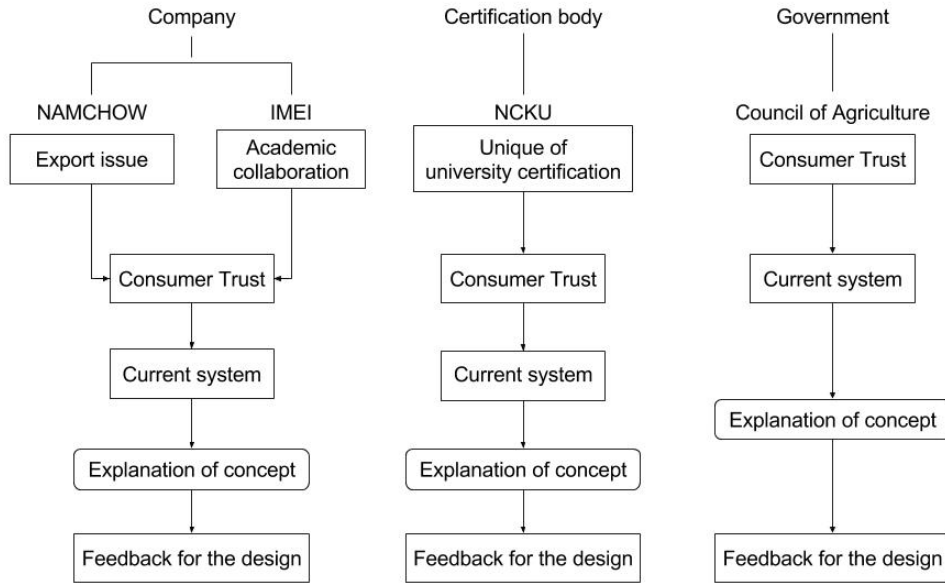 Company
NAMCHOW
IMEI
Export issue
Academic
collaboration
Consumer Trust
Current system
Explanation of concept
Feedback for the design
Certification body
NCKU
Unique of
university certification
Consumer Trust
Current system
Explanation of concept
Feedback for the design
Government
Council of Agriculture
Consumer Trust
Current system
Explanation of concept
Feedback for the design